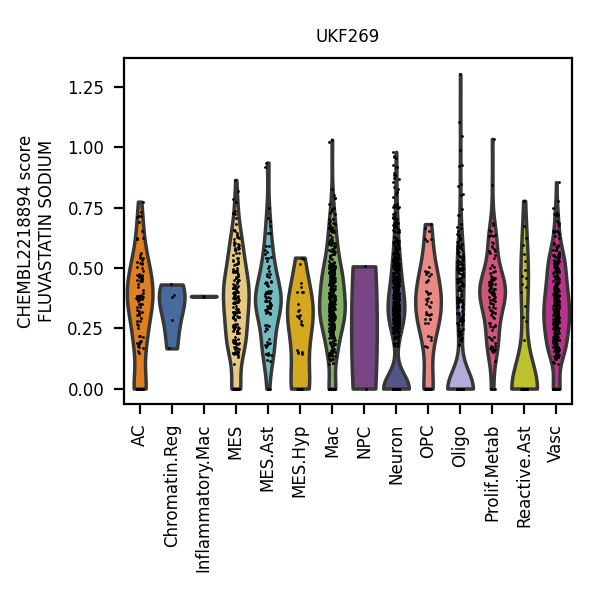 UKF269
CHEMBL2218894 score
FLUVASTATIN SODIUM
1.25
1.00
0.75
0.50
0.25
0.00
AC
Chromatin.Reg
Inflammatory.Mac
MES
MES.Ast
MES.Hyp
Mac
NPC
Neuron
OPC
Oligo
Prolif.Metab
Reactive.Ast
Vasc